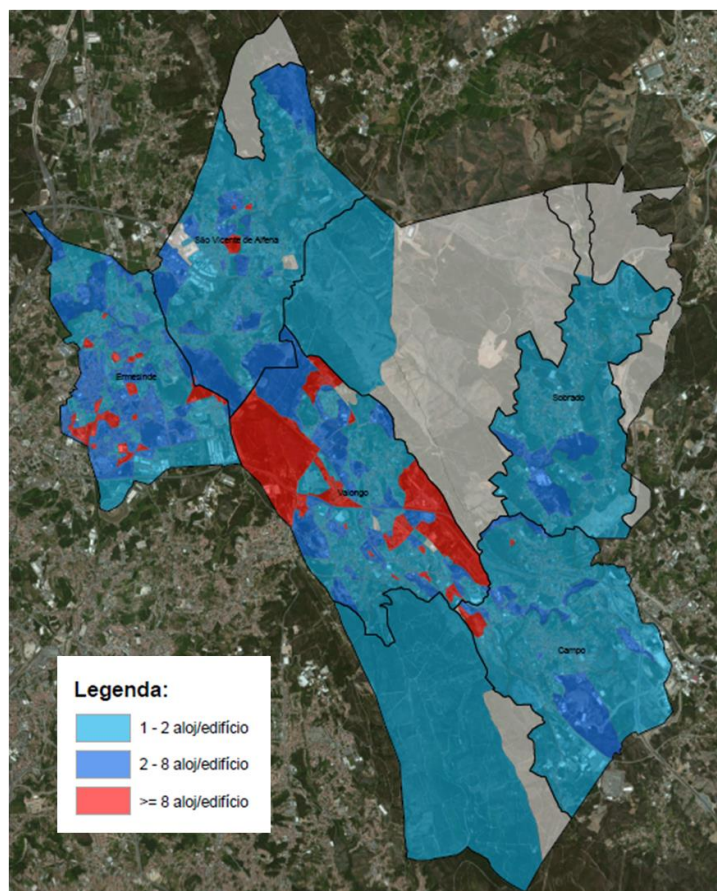 São Vicente de Alfena
Ermesinde
Sobrado
Valongo
Campo
Legenda:
1 - 2 aloj/edifício
2 - 8 aloj/edifício
>= 8 aloj/edifício